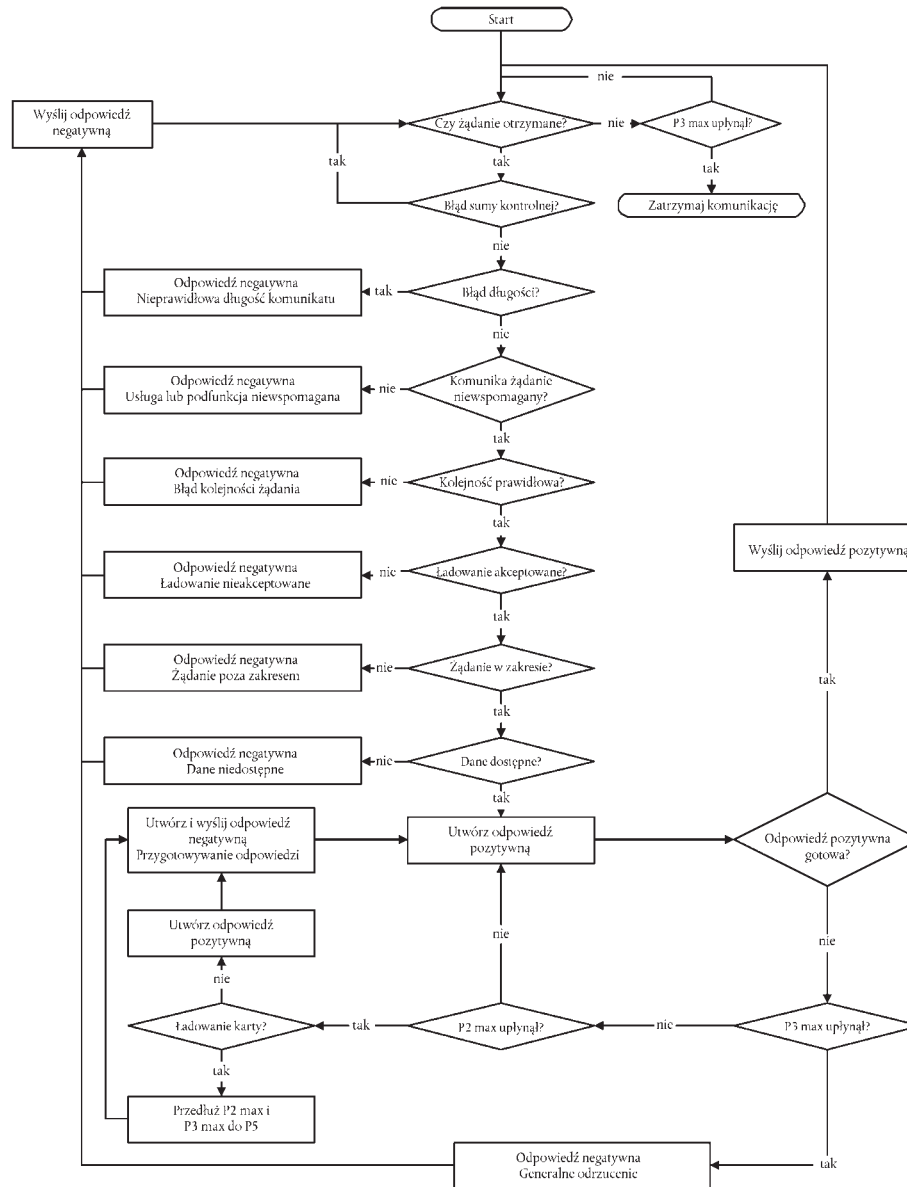 Start
nie
Wyślij odpowiedź
negatywną
Czy żądanie otrzymane?
nie
P3 max upłynął?
tak
tak
tak
Błąd sumy kontrolnej?
Zatrzymaj komunikację
nie
Odpowiedź negatywna
Nieprawidłowa długość komunikatu
tak
Błąd długości?
nie
Odpowiedź negatywna
Usługa lub podfunkcja niewspomagana
nie
Komunika żądanie
niewspomagany?
tak
Odpowiedź negatywna
Błąd kolejności żądania
nie
Kolejność prawidłowa?
tak
Wyślij odpowiedź pozytywną
Odpowiedź negatywna
Ładowanie nieakceptowane
nie
Ładowanie akceptowane?
tak
Odpowiedź negatywna
Żądanie poza zakresem
nie
Żądanie w zakresie?
tak
tak
Odpowiedź negatywna
Dane niedostępne
nie
Dane dostępne?
tak
Utwórz i wyślij odpowiedź
negatywną
Przygotowywanie odpowiedzi
Utwórz odpowiedź
pozytywną
Odpowiedź pozytywna
gotowa?
Utwórz odpowiedź
pozytywną
nie
nie
nie
Ładowanie karty?
tak
P2 max upłynął?
nie
P3 max upłynął?
tak
Przedłuż P2 max i
P3 max do P5
Odpowiedź negatywna
Generalne odrzucenie
tak